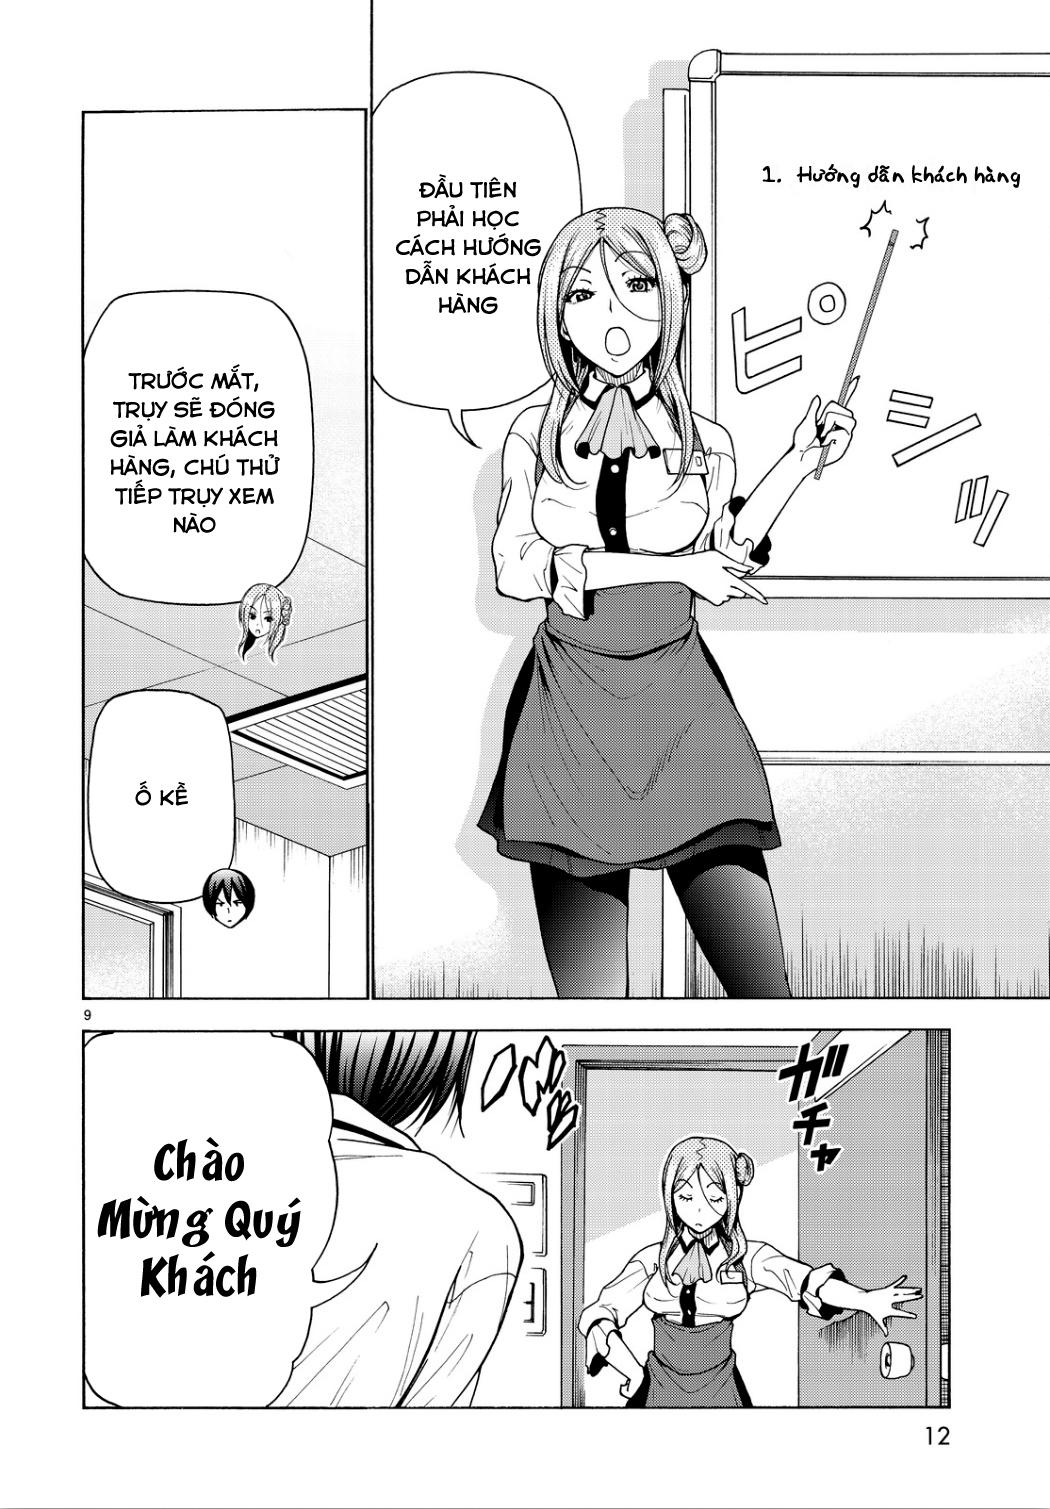 1. Hướng dẫn khách hàng
ĐẦU TIÊN
PHẢI HỌC
CÁCH HƯỚNG
DẪN KHÁCH
HÀNG
ピシッ
TRƯỚC MẮT,
TRỤY SẼ ĐÓNG
GIẢ LÀM KHÁCH
HÀNG, CHÚ THỬ
TIẾP TRỤY XEM
NÀO
Ố KỀ
9
ガチャ
Chào
Mừng Quý
Khách
12